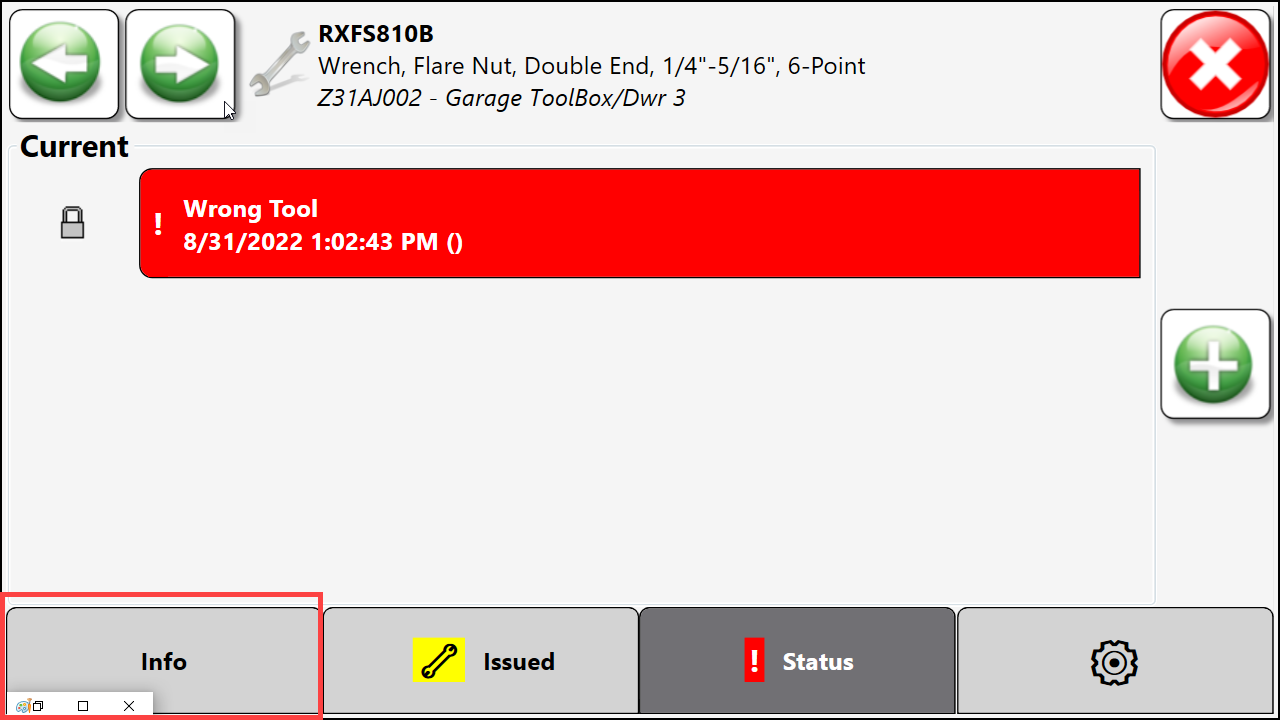 RXFS810B
Wrench, Flare Nut, Double End, 1/4"-5/16", 6-Point
Z31AJ002 - Garage ToolBox/Dwr 3
Current
! Wrong Tool
8/31/2022 1:02:43 PM ()
Info
Issued
! Status